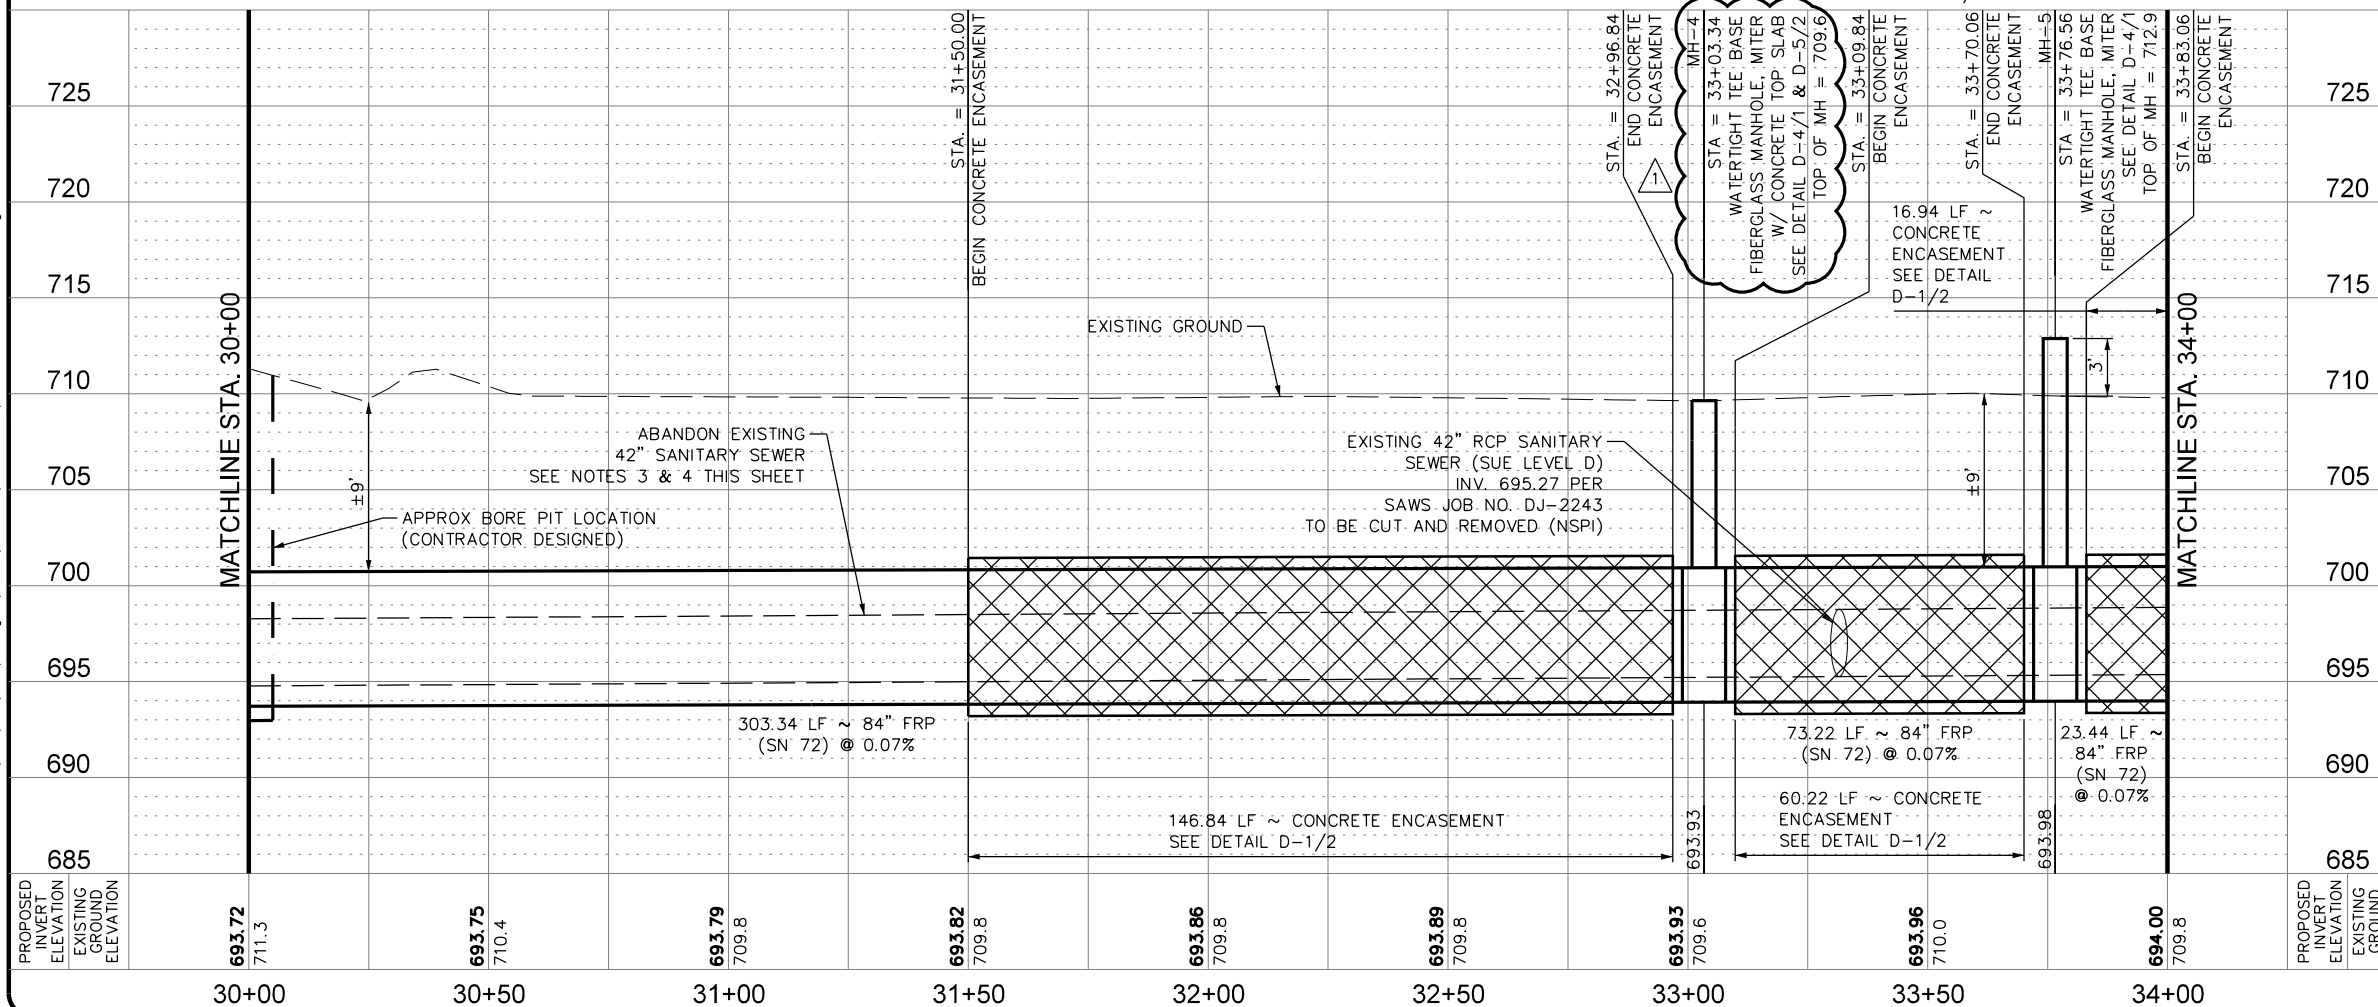 STA. = 31+50.00
BEGIN CONCRETE ENCASEMENT
STA. = 32+96.84
END CONCRETE
ENCASEMENT
1
MH-4
STA = 33+03.34
WATERTIGHT TEE BASE
FIBERGLASS MANHOLE, MITER
W/ CONCRETE TOP SLAB
SEE DETAIL D-4/1 & D-5/2
TOP OF MH = 709.6
STA. = 33+09.84
BEGIN CONCRETE
ENCASEMENT
STA. = 33+70.06
END CONCRETE
ENCASEMENT
MH-5
STA = 33+76.56
WATERTIGHT TEE BASE
FIBERGLASS MANHOLE, MITER
SEE DETAIL D-4/1
TOP OF MH = 712.9
STA. = 33+83.06
BEGIN CONCRETE
ENCASEMENT
725
720
715
710
705
700
695
690
685
725
720
715
710
705
700
695
690
685
MATCHLINE STA. 30+00
MATCHLINE STA. 34+00
16.94 LF ~
CONCRETE
ENCASEMENT
SEE DETAIL
D-1/2
EXISTING GROUND
3'
±9'
±9'
ABANDON EXISTING
42" SANITARY SEWER
SEE NOTES 3 & 4 THIS SHEET
EXISTING 42" RCP SANITARY
SEWER (SUE LEVEL D)
INV. 695.27 PER
SAWS JOB NO. DJ-2243
TO BE CUT AND REMOVED (NSPI)
APPROX BORE PIT LOCATION
(CONTRACTOR DESIGNED)
303.34 LF ~ 84" FRP
(SN 72) @ 0.07%
73.22 LF ~ 84" FRP
(SN 72) @ 0.07%
23.44 LF ~
84" FRP
(SN 72)
@ 0.07%
146.84 LF ~ CONCRETE ENCASEMENT
SEE DETAIL D-1/2
60.22 LF ~ CONCRETE
ENCASEMENT
SEE DETAIL D-1/2
693.93
693.98
PROPOSED
INVERT
ELEVATION
EXISTING
GROUND
ELEVATION
693.72
711.3
693.75
710.4
693.79
709.8
693.82
709.8
693.86
709.8
693.89
709.8
693.93
709.6
693.96
710.0
694.00
709.8
PROPOSED
INVERT
ELEVATION
EXISTING
GROUND
30+00
30+50
31+00
31+50
32+00
32+50
33+00
33+50
34+00